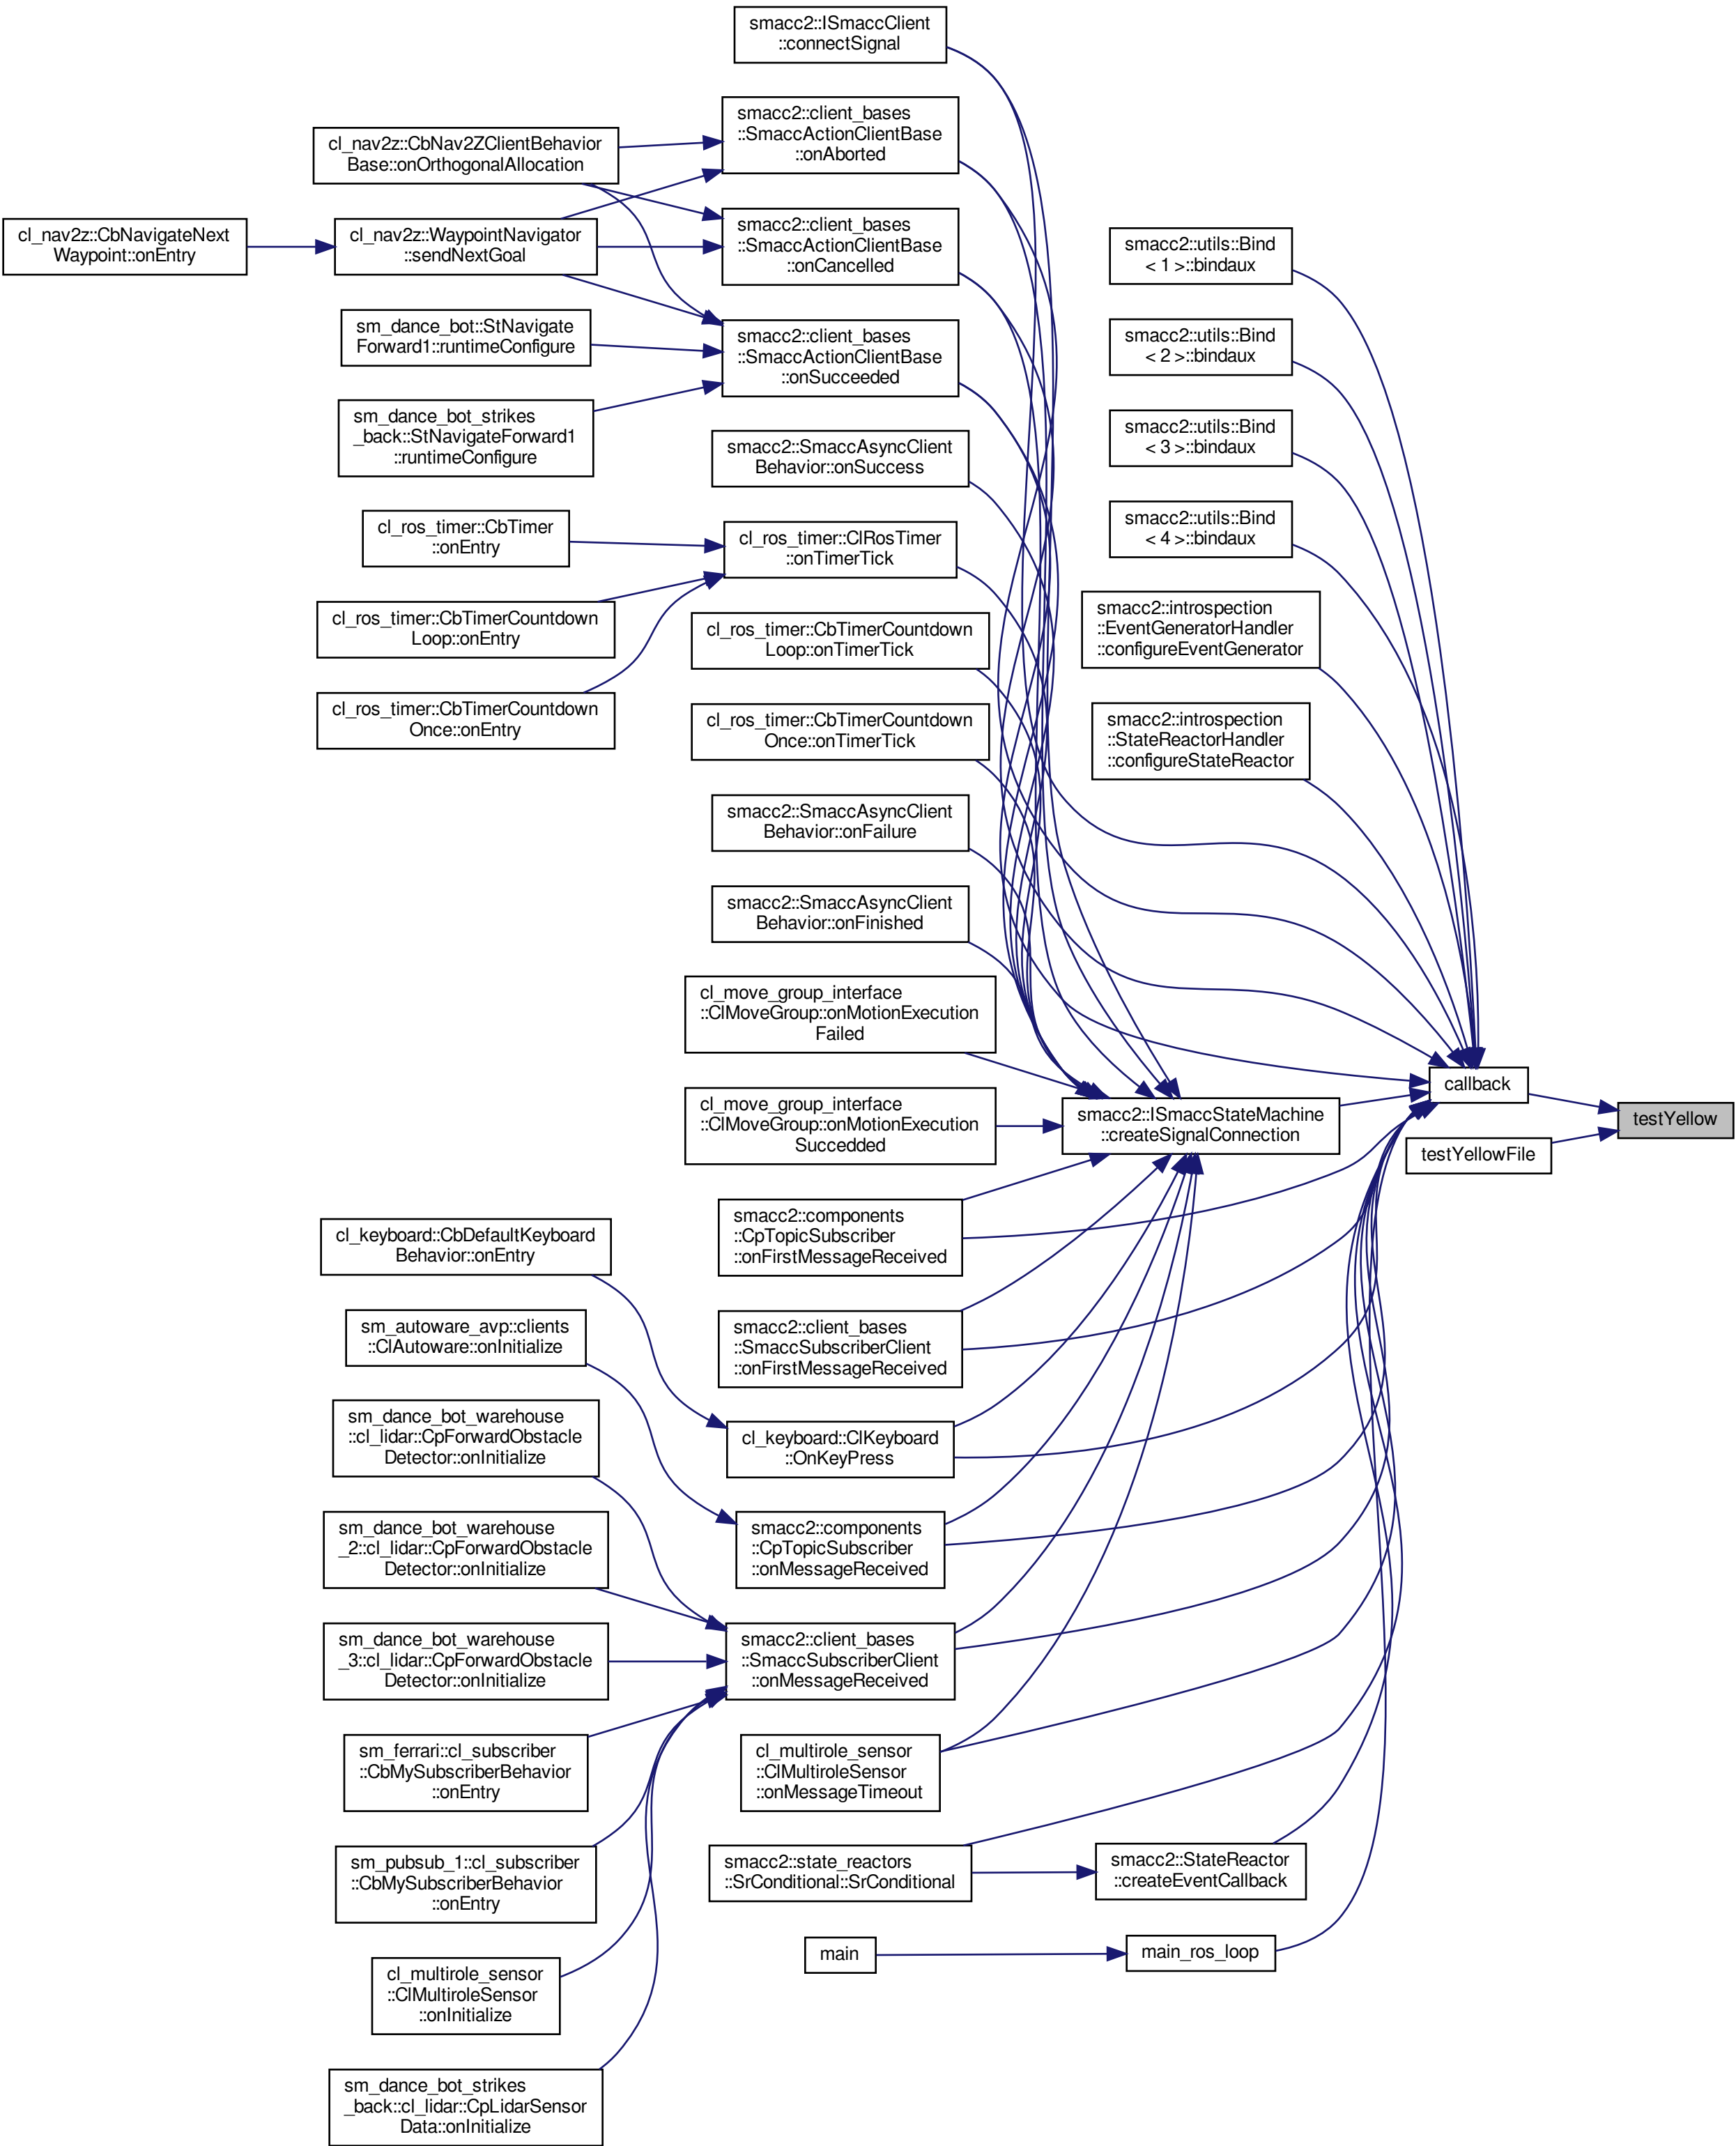 smacc2::ISmaccClient
::connectSignal
smacc2::client_bases
::SmaccActionClientBase
::onAborted
cl_nav2z::CbNav2ZClientBehavior
Base::onOrthogonalAllocation
smacc2::client_bases
::SmaccActionClientBase
::onCancelled
cl_nav2z::CbNavigateNext
Waypoint::onEntry
cl_nav2z::WaypointNavigator
::sendNextGoal
smacc2::client_bases
::SmaccActionClientBase
::onSucceeded
sm_dance_bot::StNavigate
Forward1::runtimeConfigure
sm_dance_bot_strikes
_back::StNavigateForward1
::runtimeConfigure
smacc2::SmaccAsyncClient
Behavior::onSuccess
cl_ros_timer::CbTimer
::onEntry
cl_ros_timer::ClRosTimer
::onTimerTick
cl_ros_timer::CbTimerCountdown
Loop::onEntry
cl_ros_timer::CbTimerCountdown
Loop::onTimerTick
cl_ros_timer::CbTimerCountdown
Once::onEntry
cl_ros_timer::CbTimerCountdown
Once::onTimerTick
smacc2::SmaccAsyncClient
Behavior::onFailure
smacc2::SmaccAsyncClient
Behavior::onFinished
cl_move_group_interface
::ClMoveGroup::onMotionExecution
Failed
cl_move_group_interface
::ClMoveGroup::onMotionExecution
Succedded
smacc2::components
::CpTopicSubscriber
::onFirstMessageReceived
smacc2::client_bases
::SmaccSubscriberClient
::onFirstMessageReceived
cl_keyboard::CbDefaultKeyboard
Behavior::onEntry
cl_keyboard::ClKeyboard
::OnKeyPress
sm_autoware_avp::clients
::ClAutoware::onInitialize
smacc2::components
::CpTopicSubscriber
::onMessageReceived
sm_dance_bot_warehouse
::cl_lidar::CpForwardObstacle
Detector::onInitialize
sm_dance_bot_warehouse
_2::cl_lidar::CpForwardObstacle
Detector::onInitialize
sm_dance_bot_warehouse
_3::cl_lidar::CpForwardObstacle
Detector::onInitialize
smacc2::client_bases
::SmaccSubscriberClient
::onMessageReceived
sm_ferrari::cl_subscriber
::CbMySubscriberBehavior
::onEntry
cl_multirole_sensor
::ClMultiroleSensor
::onMessageTimeout
sm_pubsub_1::cl_subscriber
::CbMySubscriberBehavior
::onEntry
cl_multirole_sensor
::ClMultiroleSensor
::onInitialize
sm_dance_bot_strikes
_back::cl_lidar::CpLidarSensor
Data::onInitialize
smacc2::state_reactors
::SrConditional::SrConditional
main
smacc2::utils::Bind
< 1 >::bindaux
smacc2::utils::Bind
< 2 >::bindaux
smacc2::utils::Bind
< 3 >::bindaux
smacc2::utils::Bind
< 4 >::bindaux
smacc2::introspection
::EventGeneratorHandler
::configureEventGenerator
smacc2::introspection
::StateReactorHandler
::configureStateReactor
smacc2::ISmaccStateMachine
::createSignalConnection
smacc2::StateReactor
::createEventCallback
main_ros_loop
callback
testYellowFile
testYellow